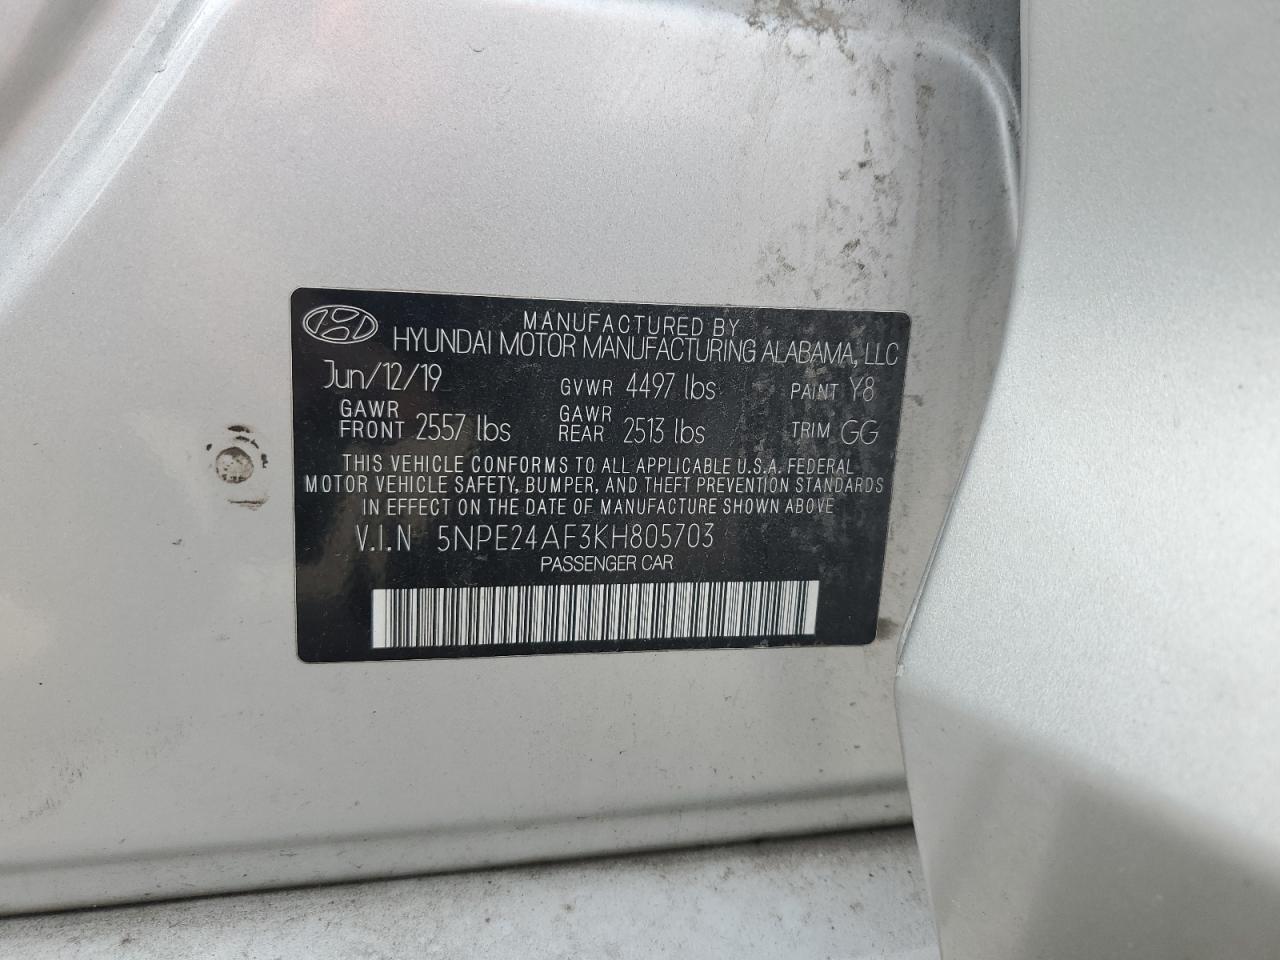 MANUFACTURED BY
HYUNDAI MOTOR MANUFACTURING ALABAMA, LLC
Jun/12/19 GVWR 4497 lbs PAINT Y8
GAWR FRONT 2557 lbs GAWR REAR 2513 lbs TRIM GG
THIS VEHICLE CONFORMS TO ALL APPLICABLE U.S.A. FEDERAL
MOTOR VEHICLE SAFETY, BUMPER, AND THEFT PREVENTION STANDARDS
IN EFFECT ON THE DATE OF MANUFACTURE SHOWN ABOVE
V.I.N 5NPE24AF3KH805703
PASSENGER CAR